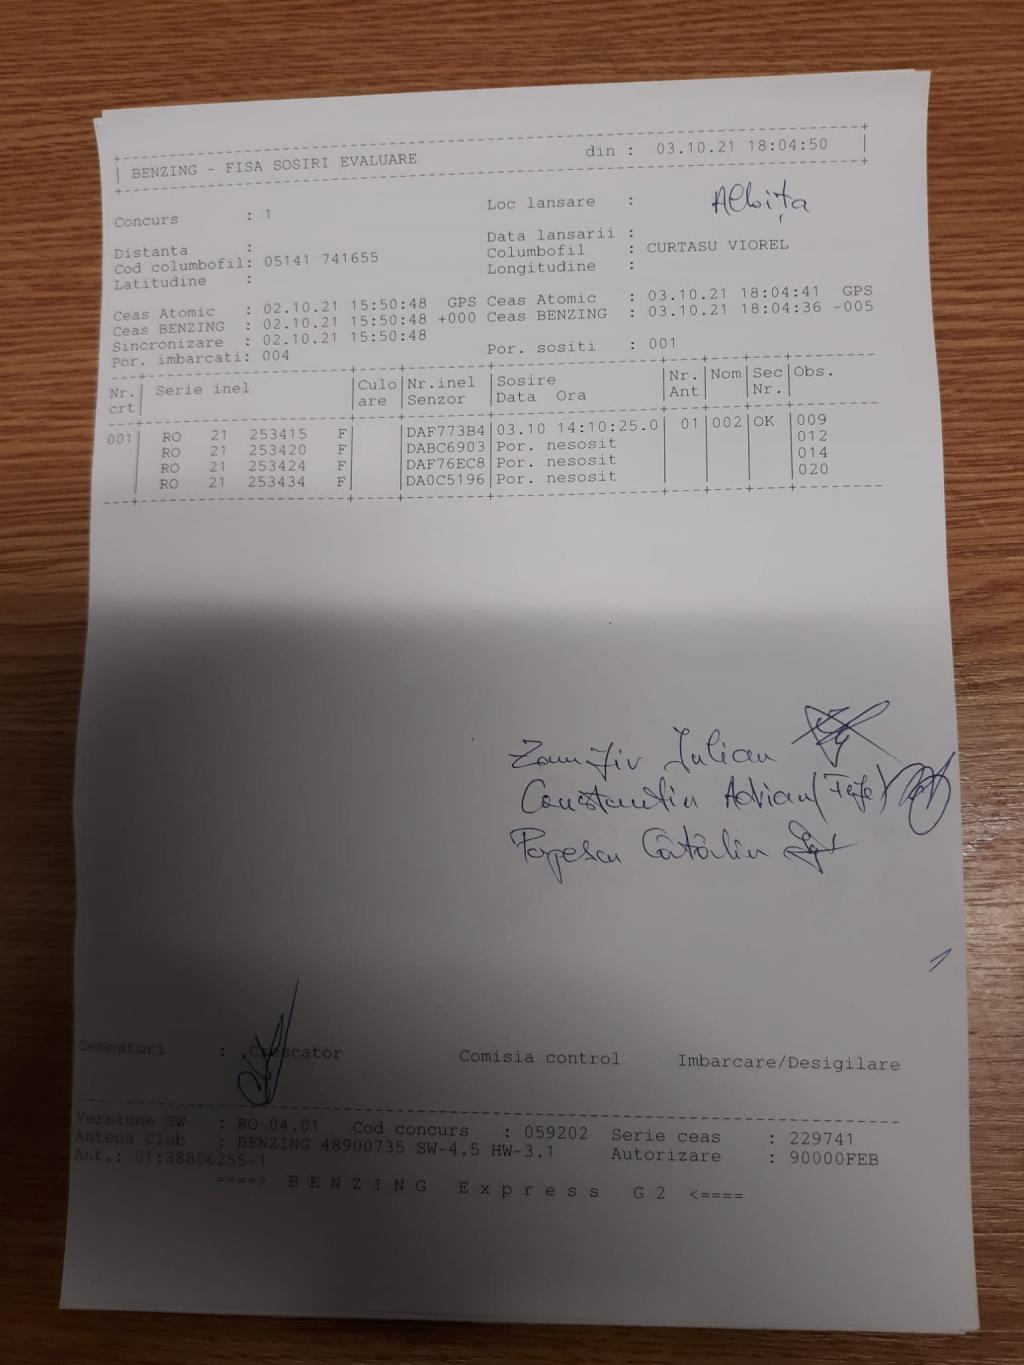 BENZING - FISA SOSIRI EVALUARE din : 03.10.21 18:04:50
Concurs : 1 Loc lansare : Albița
Data lansarii :
Distanta : Columbofil : CURTASU VIOREL
Cod columbofil: 05141 741655 Longitudine :
Latitudine :
Ceas Atomic : 02.10.21 15:50:48 GPS Ceas Atomic : 03.10.21 18:04:41 GPS
Ceas BENZING : 02.10.21 15:50:48 +000 Ceas BENZING : 03.10.21 18:04:36 -005
Sincronizare : 02.10.21 15:50:48
Por. imbarcati: 004 Por. sositi : 001
Nr. Serie inel Culo Nr.inel Sosire Nr. Nom Sec Obs.
crt are Senzor Data Ora Ant Nr.
001 RO 21 253415 F DAF773B4 03.10 14:10:25.0 01 002 OK 009
RO 21 253420 F DABC6903 Por. nesosit 012
RO 21 253424 F DAF76EC8 Por. nesosit 014
RO 21 253434 F DA0C5196 Por. nesosit 020
Iulian
Constantin Adrian
Popescu Cătălin
Semnaturi : Crescator Comisia control Imbarcare/Desigilare
Versiune SW : RO-04.01 Cod concurs : 059202 Serie ceas : 229741
Antena Club : BENZING 48900735 SW-4.5 HW-3.1 Autorizare : 90000FEB
Ant.: 01:38806255-1
====> B E N Z I N G E x p r e s s G 2 <====